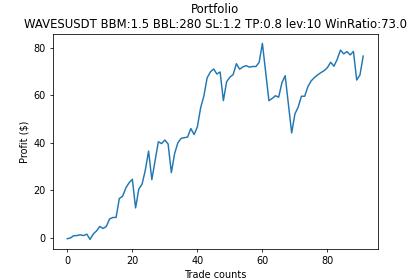 Portfolio
WAVESUSDT BBM:1.5 BBL:280 SL:1.2 TP:0.8 lev:10 WinRatio:73.0
80
60
40
20
0
Profit ($)
0 20 40 60 80
Trade counts